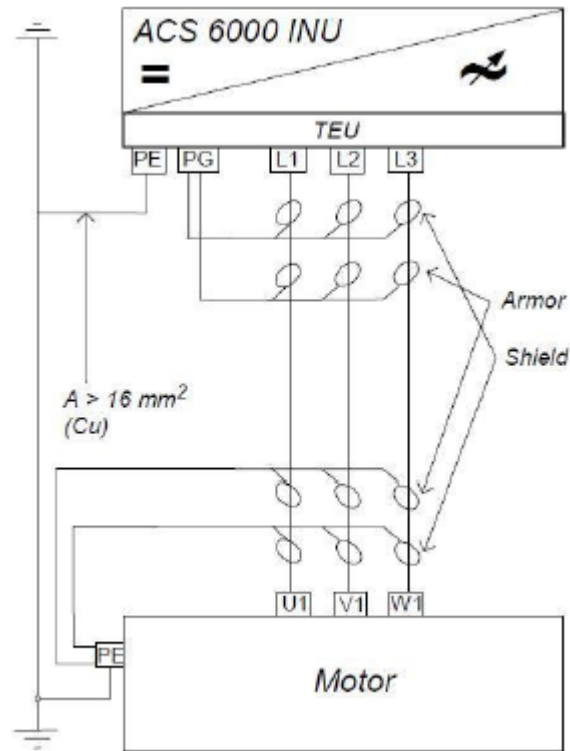 ACS 6000 INU
=
TEU
PE PG L1 L2 L3
Armor
Shield
A > 16 mm²
(Cu)
U1 V1 W1
PE
Motor